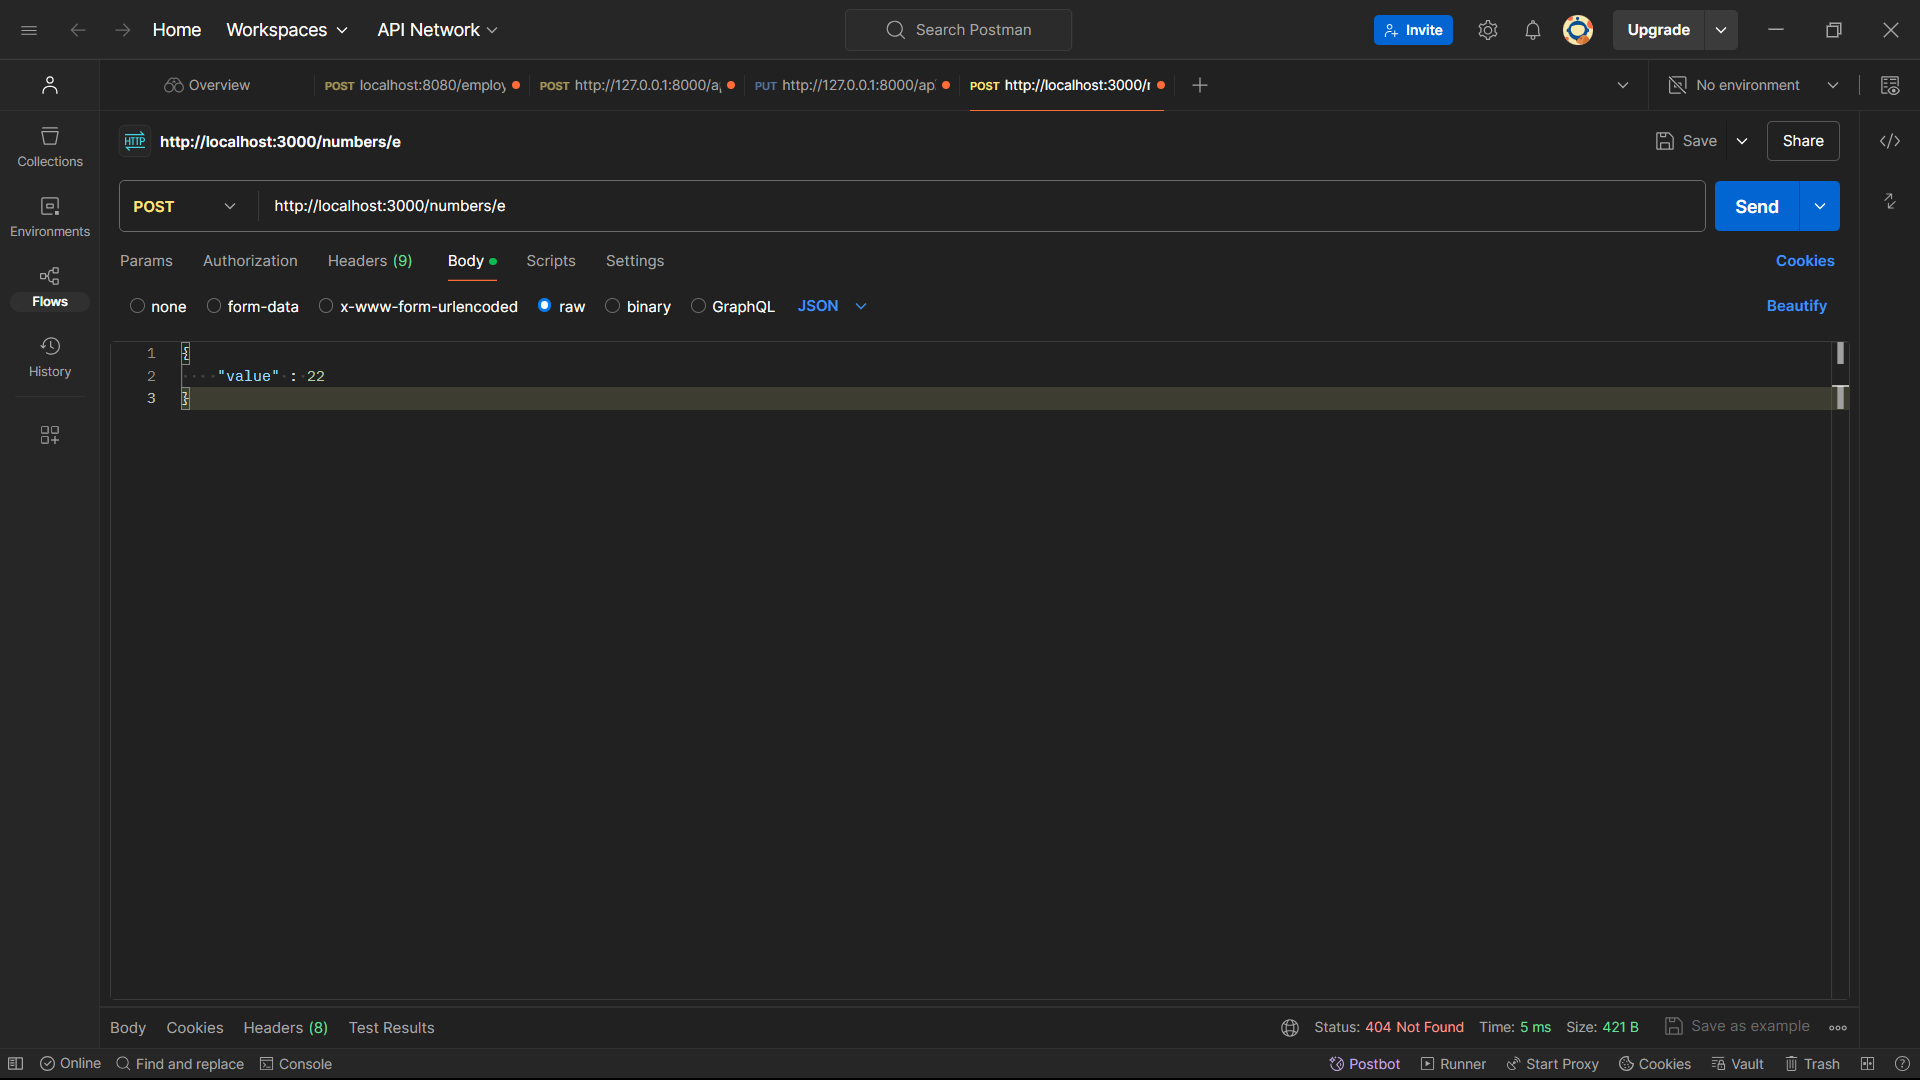 Home Workspaces API Network Search Postman Invite Upgrade
Overview POST localhost:8080/employ POST http://127.0.0.1:8000/a PUT http://127.0.0.1:8000/ap POST http://localhost:3000/ No environment
HTTP http://localhost:3000/numbers/e Save Share
Collections
POST http://localhost:3000/numbers/e Send
Environments
Params Authorization Headers (9) Body Scripts Settings Cookies
Flows
none form-data x-www-form-urlencoded raw binary GraphQL JSON Beautify
History
1 {
2 "value" : 22
3 }
Body Cookies Headers (8) Test Results Status: 404 Not Found Time: 5 ms Size: 421 B Save as example
Online Find and replace Console Postbot Runner Start Proxy Cookies Vault Trash